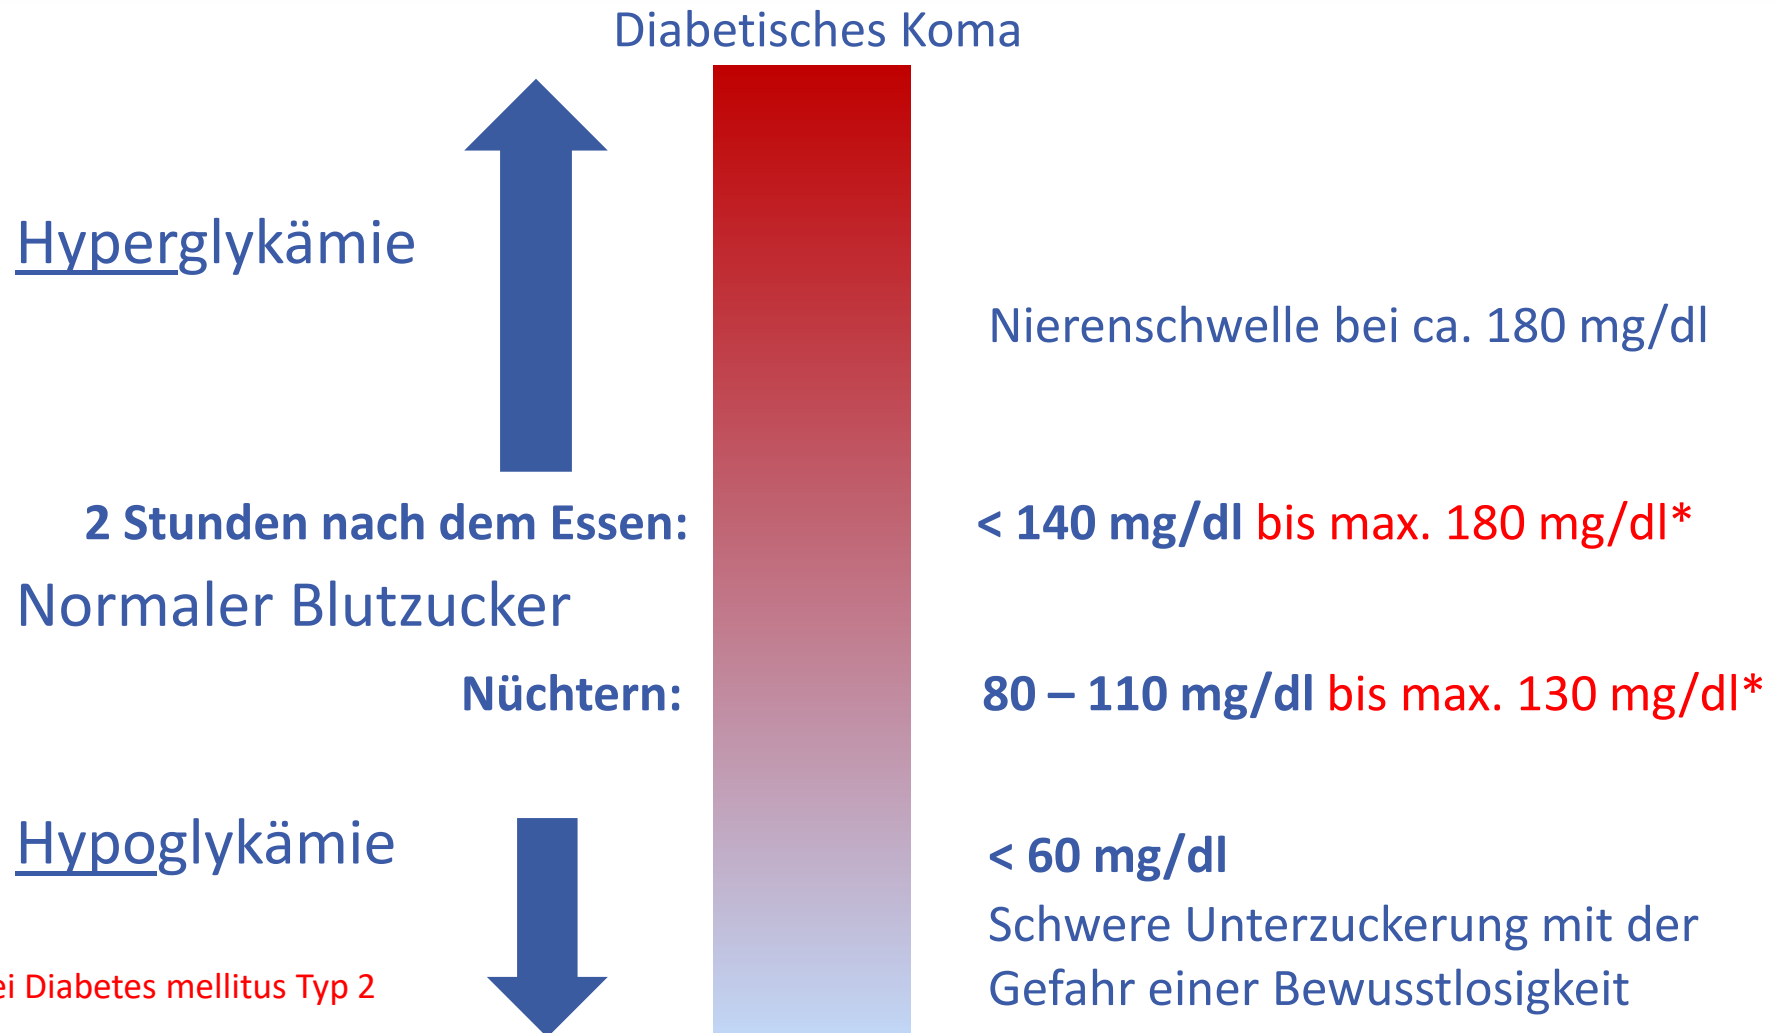 Diabetisches Koma
Hyperglykämie
Nierenschwelle bei ca. 180 mg/dl
2 Stunden nach dem Essen: < 140 mg/dl bis max. 180 mg/dl*
Normaler Blutzucker
Nüchtern: 80 – 110 mg/dl bis max. 130 mg/dl*
Hypoglykämie
< 60 mg/dl
Schwere Unterzuckerung mit der
Gefahr einer Bewusstlosigkeit
Diabetes mellitus Typ 2